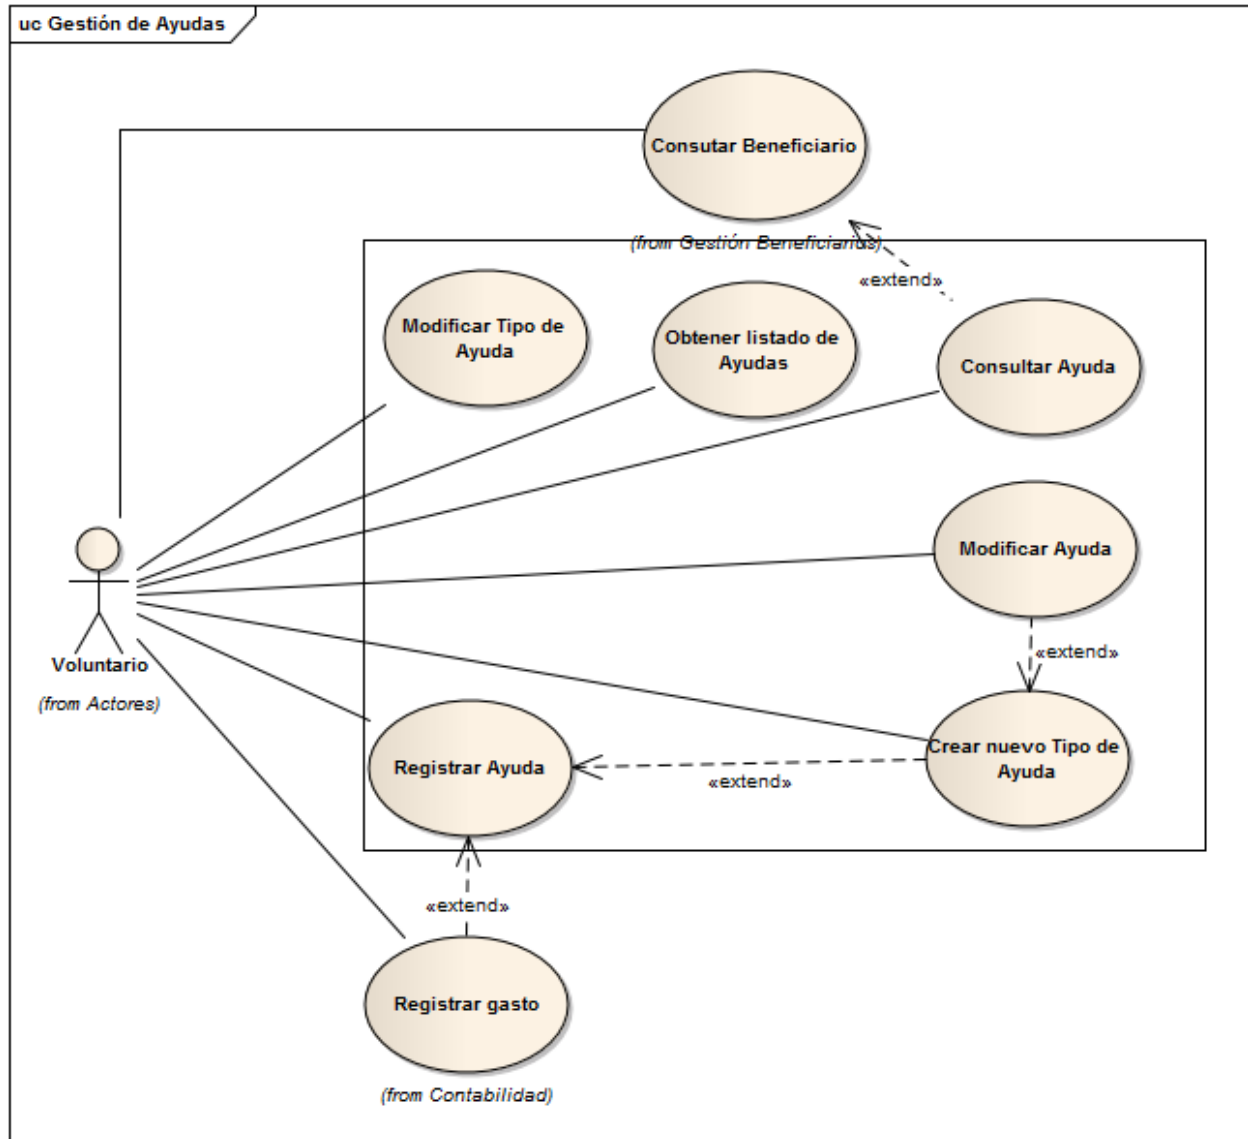 uc Gestión de Ayudas
Consutar Beneficiario
(from Gestión Beneficiarios)
«extend»
Modificar Tipo de
Ayuda
Obtener listado de
Ayudas
Consultar Ayuda
Modificar Ayuda
«extend»
Voluntario
(from Actores)
Registrar Ayuda
«extend»
Crear nuevo Tipo de
Ayuda
«extend»
Registrar gasto
(from Contabilidad)